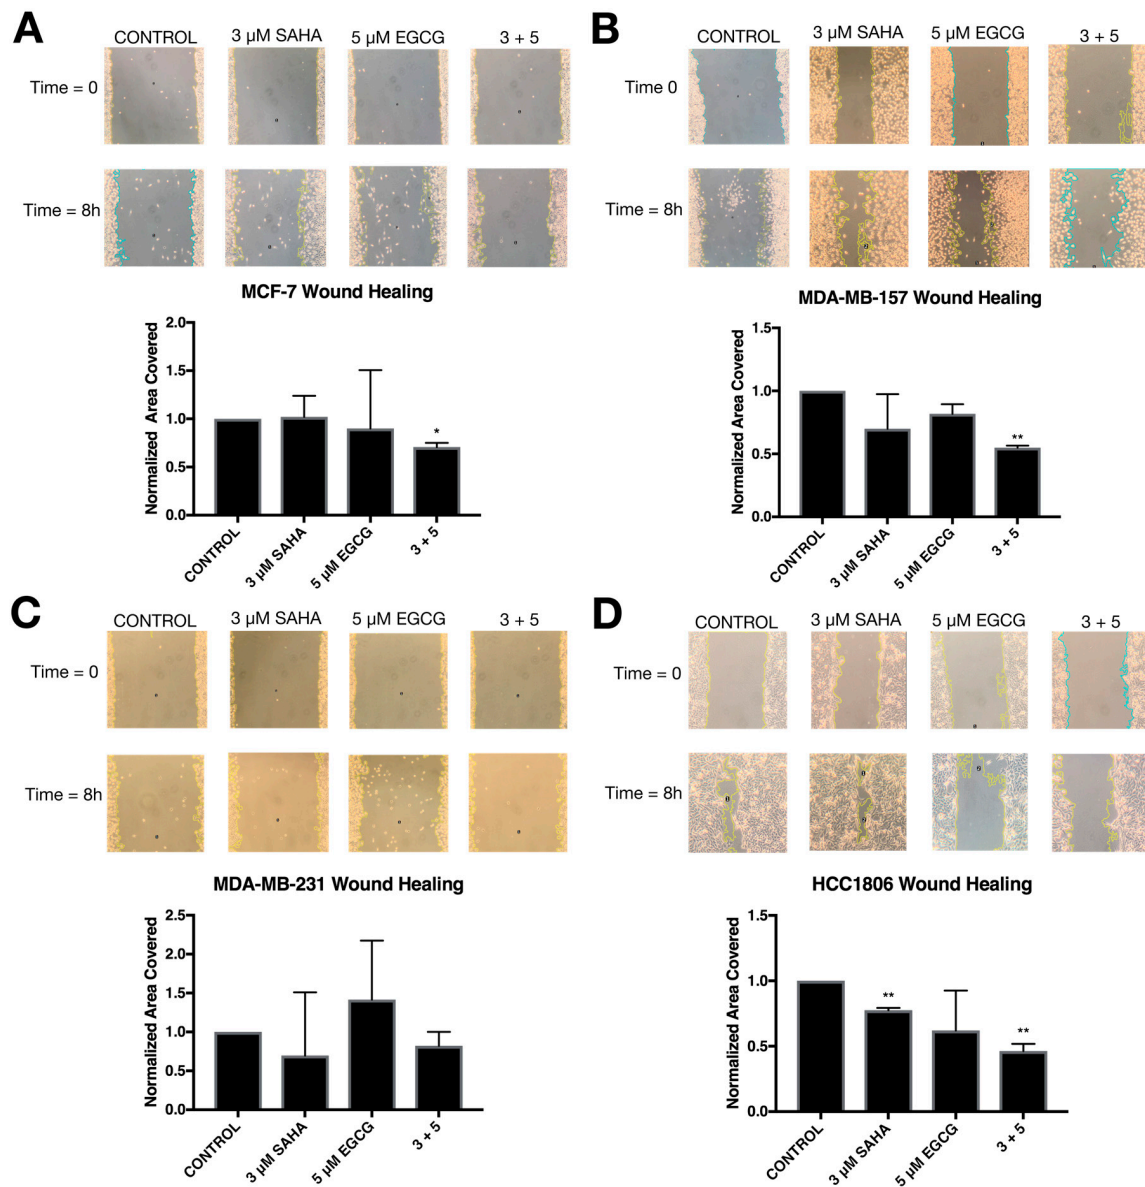 A
CONTROL 3 µM SAHA 5 µM EGCG 3 + 5
Time = 0
Time = 8h
MCF-7 Wound Healing
Normalized Area Covered
2.0
1.5
1.0
0.5
0.0
*
CONTROL
3 µM SAHA
5 µM EGCG
3 + 5
B
CONTROL 3 µM SAHA 5 µM EGCG 3 + 5
Time 0
Time = 8h
MDA-MB-157 Wound Healing
Normalized Area Covered
1.5
1.0
0.5
0.0
**
CONTROL
3 µM SAHA
5 µM EGCG
3 + 5
C
CONTROL 3 µM SAHA 5 µM EGCG 3 + 5
Time = 0
Time = 8h
MDA-MB-231 Wound Healing
Normalized Area Covered
2.5
2.0
1.5
1.0
0.5
0.0
CONTROL
3 µM SAHA
5 µM EGCG
3 + 5
D
CONTROL 3 µM SAHA 5 µM EGCG 3 + 5
Time = 0
Time = 8h
HCC1806 Wound Healing
Normalized Area Covered
1.5
1.0
0.5
0.0
**
**
CONTROL
3 µM SAHA
5 µM EGCG
3 + 5